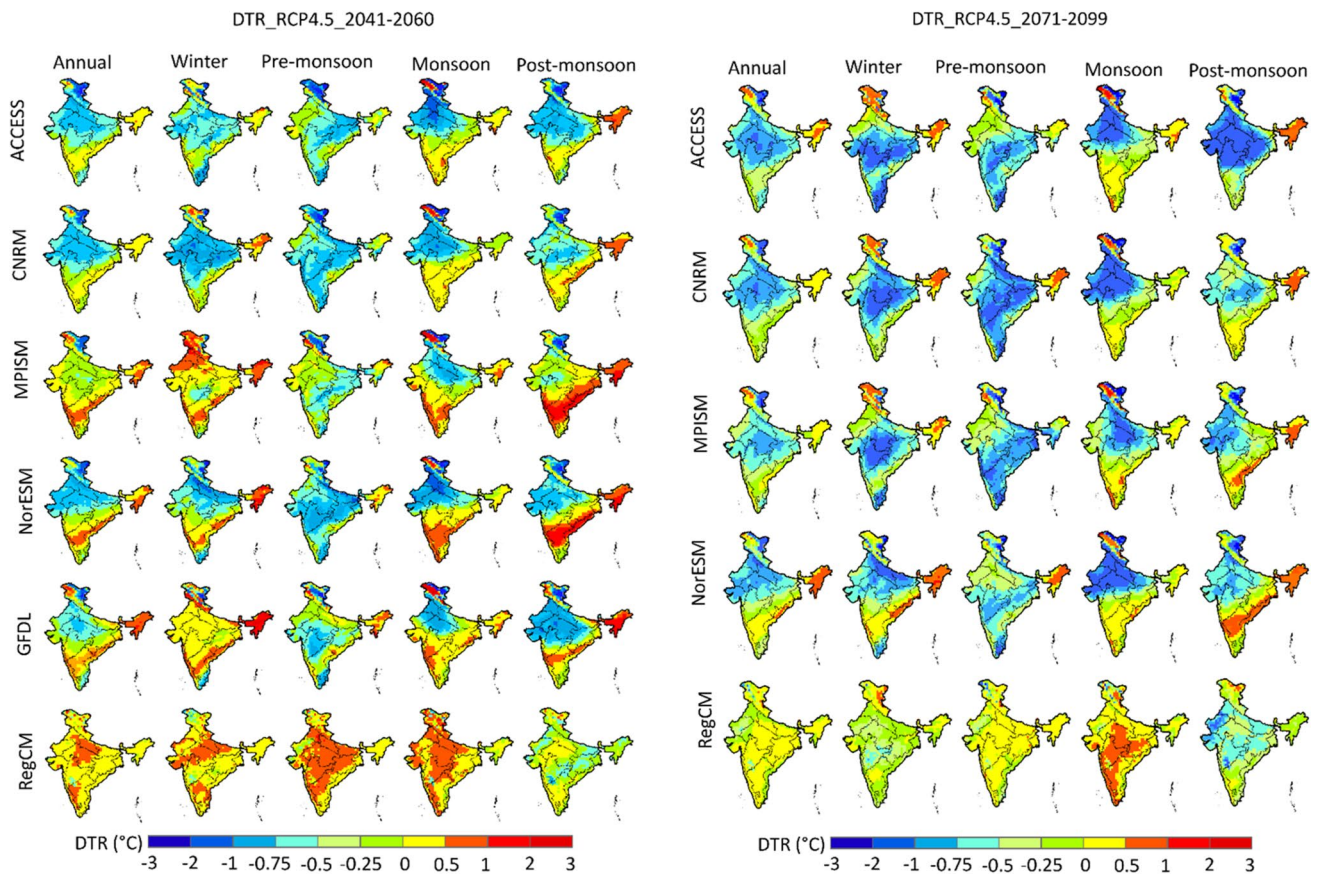 DTR_RCP4.5_2041-2060
Annual Winter Pre-monsoon Monsoon Post-monsoon
ACCESS
CNRM
MPISM
NorESM
GFDL
RegCM
DTR (°C)
-3 -2 -1 -0.75 -0.5 -0.25 0 0.5 1 2 3
DTR_RCP4.5_2071-2099
Annual Winter Pre-monsoon Monsoon Post-monsoon
ACCESS
CNRM
MPISM
NorESM
RegCM
DTR (°C)
-3 -2 -1 -0.75 -0.5 -0.25 0 0.5 1 2 3